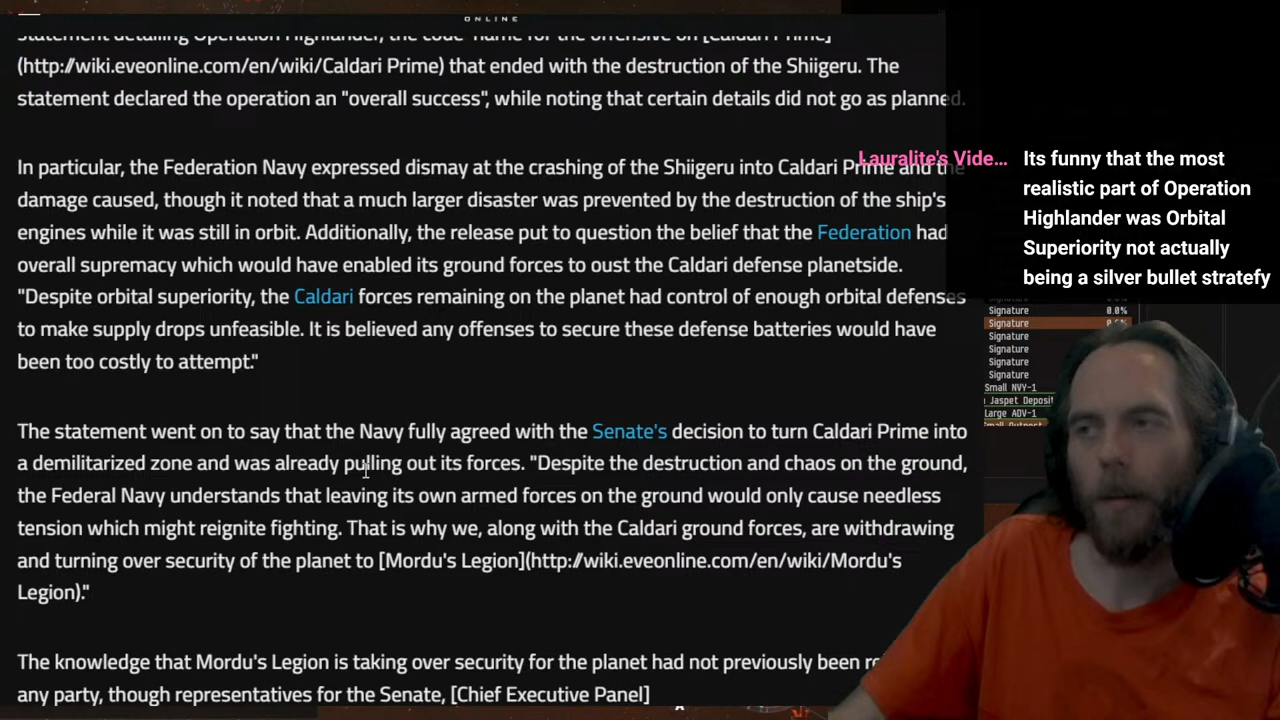 ONLINE
statement detailing Operation Highlander, the code-name for the offensive on [Caldari Prime]
(http://wiki.eveonline.com/en/wiki/Caldari Prime) that ended with the destruction of the Shiigeru. The
statement declared the operation an "overall success", while noting that certain details did not go as planned.
In particular, the Federation Navy expressed dismay at the crashing of the Shiigeru into Caldari Prime and the
damage caused, though it noted that a much larger disaster was prevented by the destruction of the ship's
engines while it was still in orbit. Additionally, the release put to question the belief that the Federation had
overall supremacy which would have enabled its ground forces to oust the Caldari defense planetside.
"Despite orbital superiority, the Caldari forces remaining on the planet had control of enough orbital defenses
to make supply drops unfeasible. It is believed any offenses to secure these defense batteries would have
been too costly to attempt."
The statement went on to say that the Navy fully agreed with the Senate's decision to turn Caldari Prime into
a demilitarized zone and was already pulling out its forces. "Despite the destruction and chaos on the ground,
the Federal Navy understands that leaving its own armed forces on the ground would only cause needless
tension which might reignite fighting. That is why we, along with the Caldari ground forces, are withdrawing
and turning over security of the planet to [Mordu's Legion](http://wiki.eveonline.com/en/wiki/Mordu's
Legion)."
The knowledge that Mordu's Legion is taking over security for the planet had not previously been
any party, though representatives for the Senate, [Chief Executive Panel]
Lauralite's Vide… Its funny that the most
realistic part of Operation
Highlander was Orbital
Superiority not actually
being a silver bullet stratefy
Signature 0.0%
Signature
Signature
Signature
Signature
Signature
Small NVY-1
Jaspet Deposit
Large ADV-1
Small Outpost